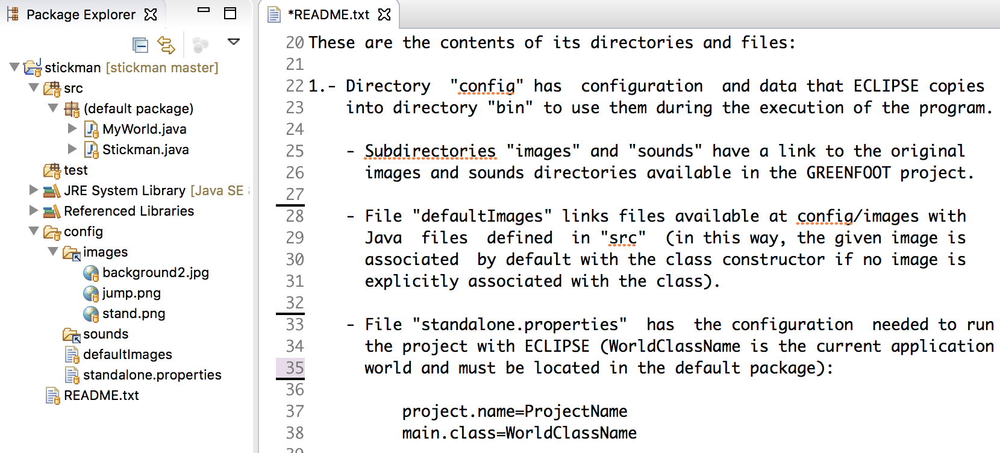 Package Explorer
stickman [stickman master]
src
(default package)
MyWorld.java
Stickman.java
test
JRE System Library [Java SE
Referenced Libraries
config
images
background2.jpg
jump.png
stand.png
sounds
defaultImages
standalone.properties
README.txt
*README.txt
20 These are the contents of its directories and files:
21
22 1.- Directory "config" has configuration and data that ECLIPSE copies
23 into directory "bin" to use them during the execution of the program.
24
25 - Subdirectories "images" and "sounds" have a link to the original
26 images and sounds directories available in the GREENFOOT project.
27
28 - File "defaultImages" links files available at config/images with
29 Java files defined in "src" (in this way, the given image is
30 associated by default with the class constructor if no image is
31 explicitly associated with the class).
32
33 - File "standalone.properties" has the configuration needed to run
34 the project with ECLIPSE (WorldClassName is the current application
35 world and must be located in the default package):
36
37 project.name=ProjectName
38 main.class=WorldClassName
39